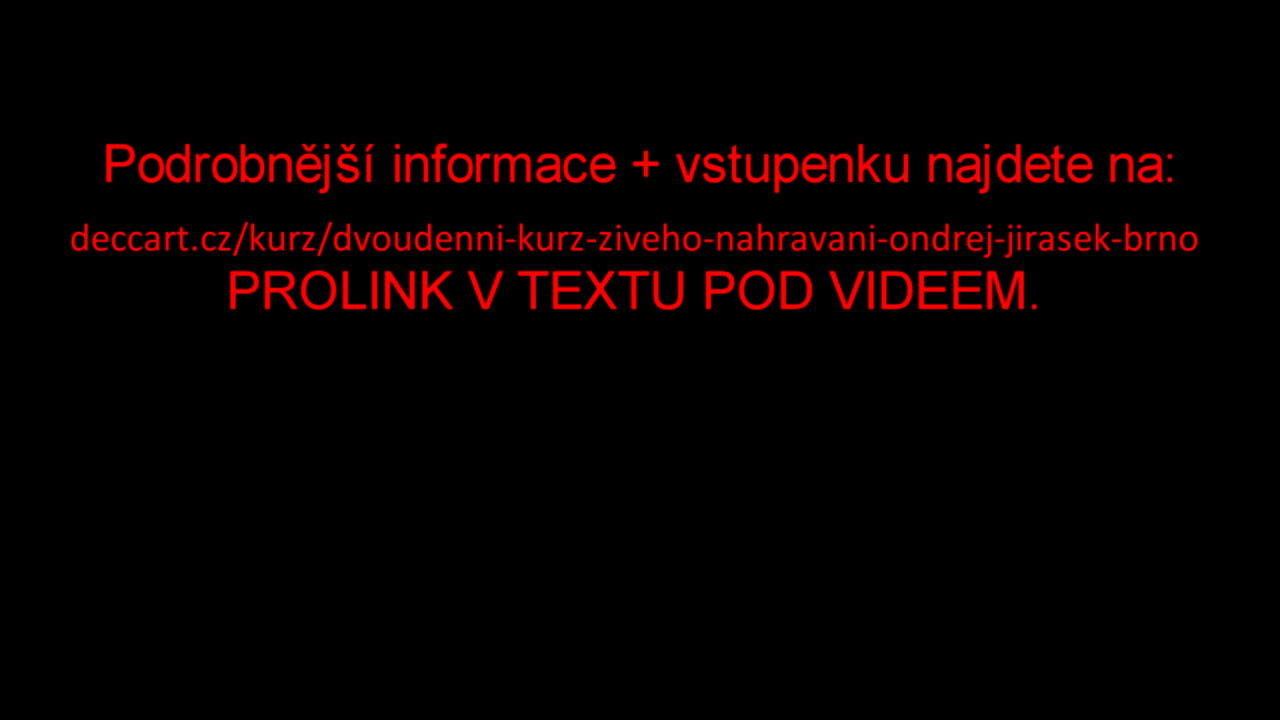 Podrobnější informace + vstupenku najdete na:
deccart.cz/kurz/dvoudenni-kurz-ziveho-nahravani-ondrej-jirasek-brno
PROLINK V TEXTU POD VIDEEM.